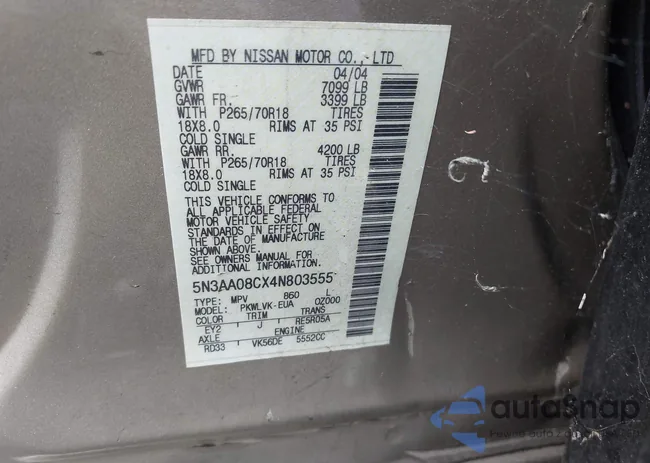 MFD BY NISSAN MOTOR CO., LTD
DATE 04/04
GVWR 7099 LB
GAWR FR. 3399 LB
WITH P265/70R18 TIRES
18X8.0 RIMS AT 35 PSI
COLD SINGLE
GAWR RR. 4200 LB
WITH P265/70R18 TIRES
18X8.0 RIMS AT 35 PSI
COLD SINGLE
THIS VEHICLE CONFORMS TO
ALL APPLICABLE FEDERAL
MOTOR VEHICLE SAFETY
STANDARDS IN EFFECT ON
THE DATE OF MANUFACTURE
SHOWN ABOVE.
SEE OWNERS MANUAL FOR
ADDITIONAL INFORMATION
5N3AA08CX4N803555
TYPE: MPV 860 L
MODEL: PKWLVK-EUA OZ000
COLOR TRIM TRANS
EY2 J RE5R05A
AXLE ENGINE
RD33 VK56DE 5552CC
autosnap
pewne auto z